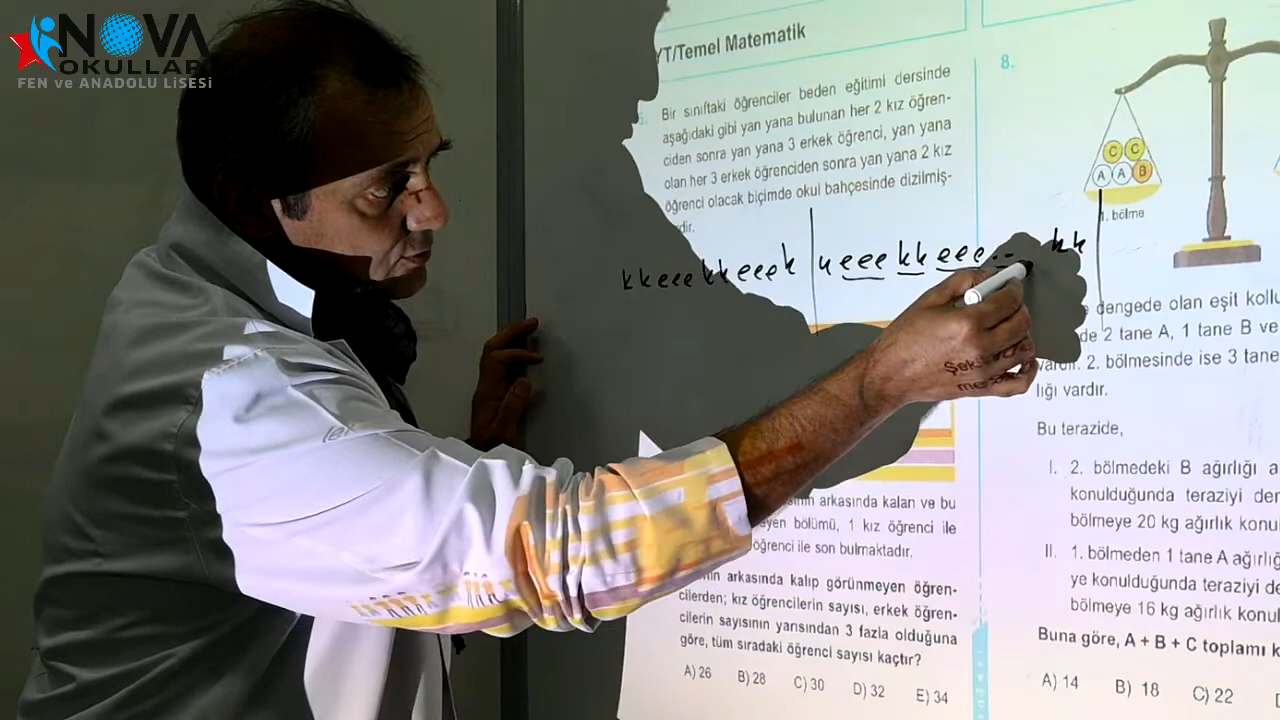 NOVA
OKULLAR
FEN ve ANADOLU LİSESİ
YT/Temel Matematik
Bir sınıftaki öğrenciler beden eğitimi dersinde
aşağıdaki gibi yan yana bulunan her 2 kız öğren-
ciden sonra yan yana 3 erkek öğrenci, yan yana
olan her 3 erkek öğrenciden sonra yan yana 2 kız
öğrenci olacak biçimde okul bahçesinde dizilmiş-
dir.
kkeeekkeeek keeekkeee... kk
arkasında kalan ve bu
bölümü, 1 kız öğrenci ile
öğrenci ile son bulmaktadır.
arkasında kalıp görünmeyen öğren-
cilerden; kız öğrencilerin sayısı, erkek öğren-
cilerin sayısının yarısından 3 fazla olduğuna
göre, tüm sıradaki öğrenci sayısı kaçtır?
A) 26 B) 28 C) 30 D) 32 E) 34
8.
C C
A A B
1. bölme
dengede olan eşit kollu
de 2 tane A, 1 tane B ve
vardır. 2. bölmesinde ise 3 tane
lığı vardır.
Bu terazide,
I. 2. bölmedeki B ağırlığı a
konulduğunda teraziyi den
bölmeye 20 kg ağırlık konu
II. 1. bölmeden 1 tane A ağırlığ
ye konulduğunda teraziyi de
bölmeye 16 kg ağırlık konul
Buna göre, A + B + C toplamı k
A) 14 B) 18 C) 22